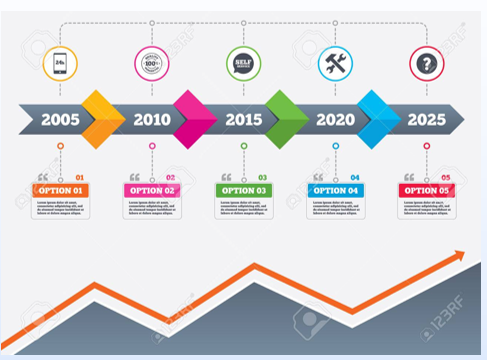 24h
100%
SELF
SERVICE
?
2005 2010 2015 2020 2025
01 02 03 04 05
OPTION 01 OPTION 02 OPTION 03 OPTION 04 OPTION 05
Lorem ipsum dolor sit amet, Lorem ipsum dolor sit amet, Lorem ipsum dolor sit amet, Lorem ipsum dolor sit amet, Lorem ipsum dolor sit amet,
consectetur adipisicing elit, sed consectetur adipisicing elit, sed consectetur adipisicing elit, sed consectetur adipisicing elit, sed consectetur adipisicing elit, sed
do eiusmod tempor incididunt ut do eiusmod tempor incididunt ut do eiusmod tempor incididunt ut do eiusmod tempor incididunt ut do eiusmod tempor incididunt ut
labore et dolore magna aliqua. labore et dolore magna aliqua. labore et dolore magna aliqua. labore et dolore magna aliqua. labore et dolore magna aliqua.
123RF